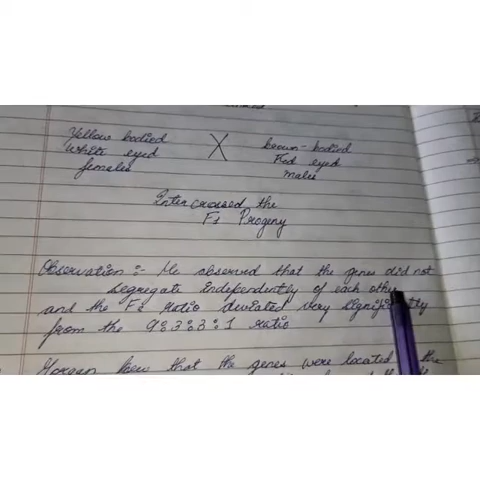 Yellow bodied
White eyed
females
X
brown-bodied
Red eyed
males
Intercrossed the
F1 Progeny
Observation :- He observed that the genes did not
segregate independently of each other
and the F2 ratio deviated very significantly
from the 9:3:3:1 ratio
Morgan knew that the genes were located the